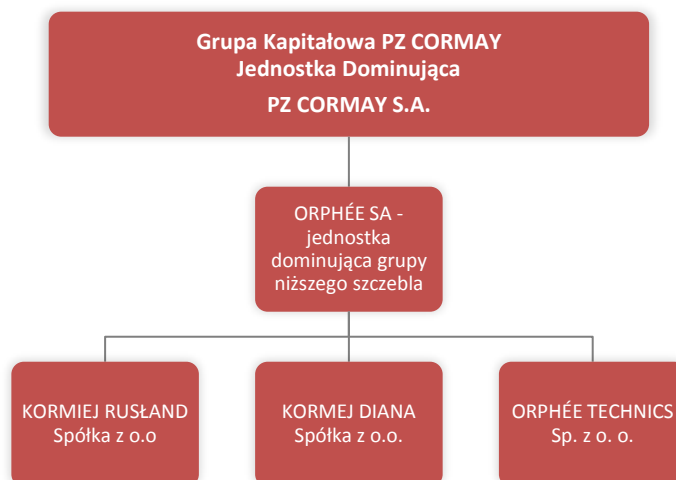 Grupa Kapitałowa PZ CORMAY
Jednostka Dominująca
PZ CORMAY S.A.
ORPHÉE SA -
jednostka
dominująca grupy
niższego szczebla
KORMIEJ RUSŁAND
Spółka z o.o
KORMEJ DIANA
Spółka z o.o.
ORPHÉE TECHNICS
Sp. z o. o.